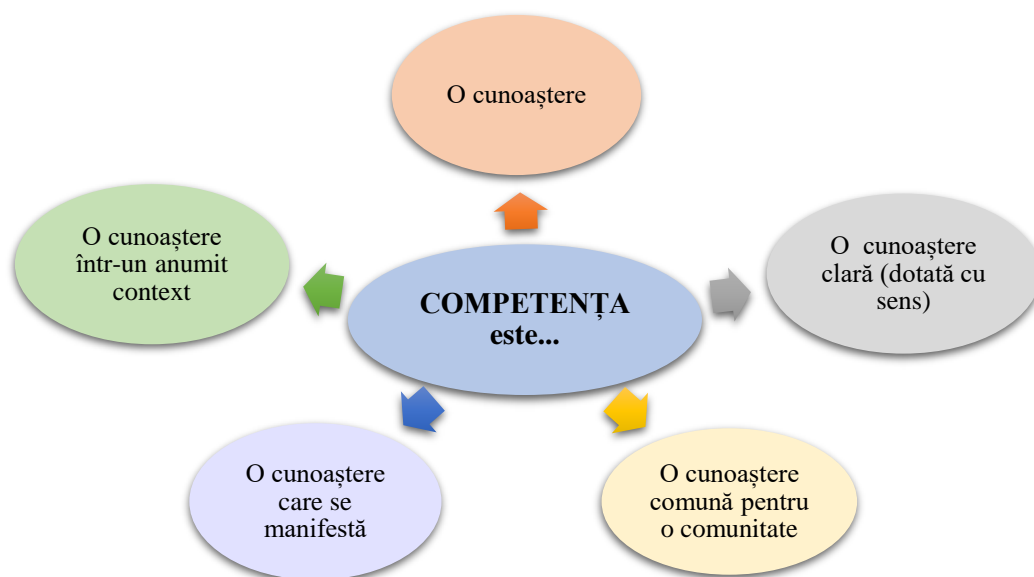 O cunoaștere
O cunoaștere
într-un anumit
context
O cunoaștere
clară (dotată cu
sens)
COMPETENȚA
este...
O cunoaștere
care se
manifestă
O cunoaștere
comună pentru
o comunitate